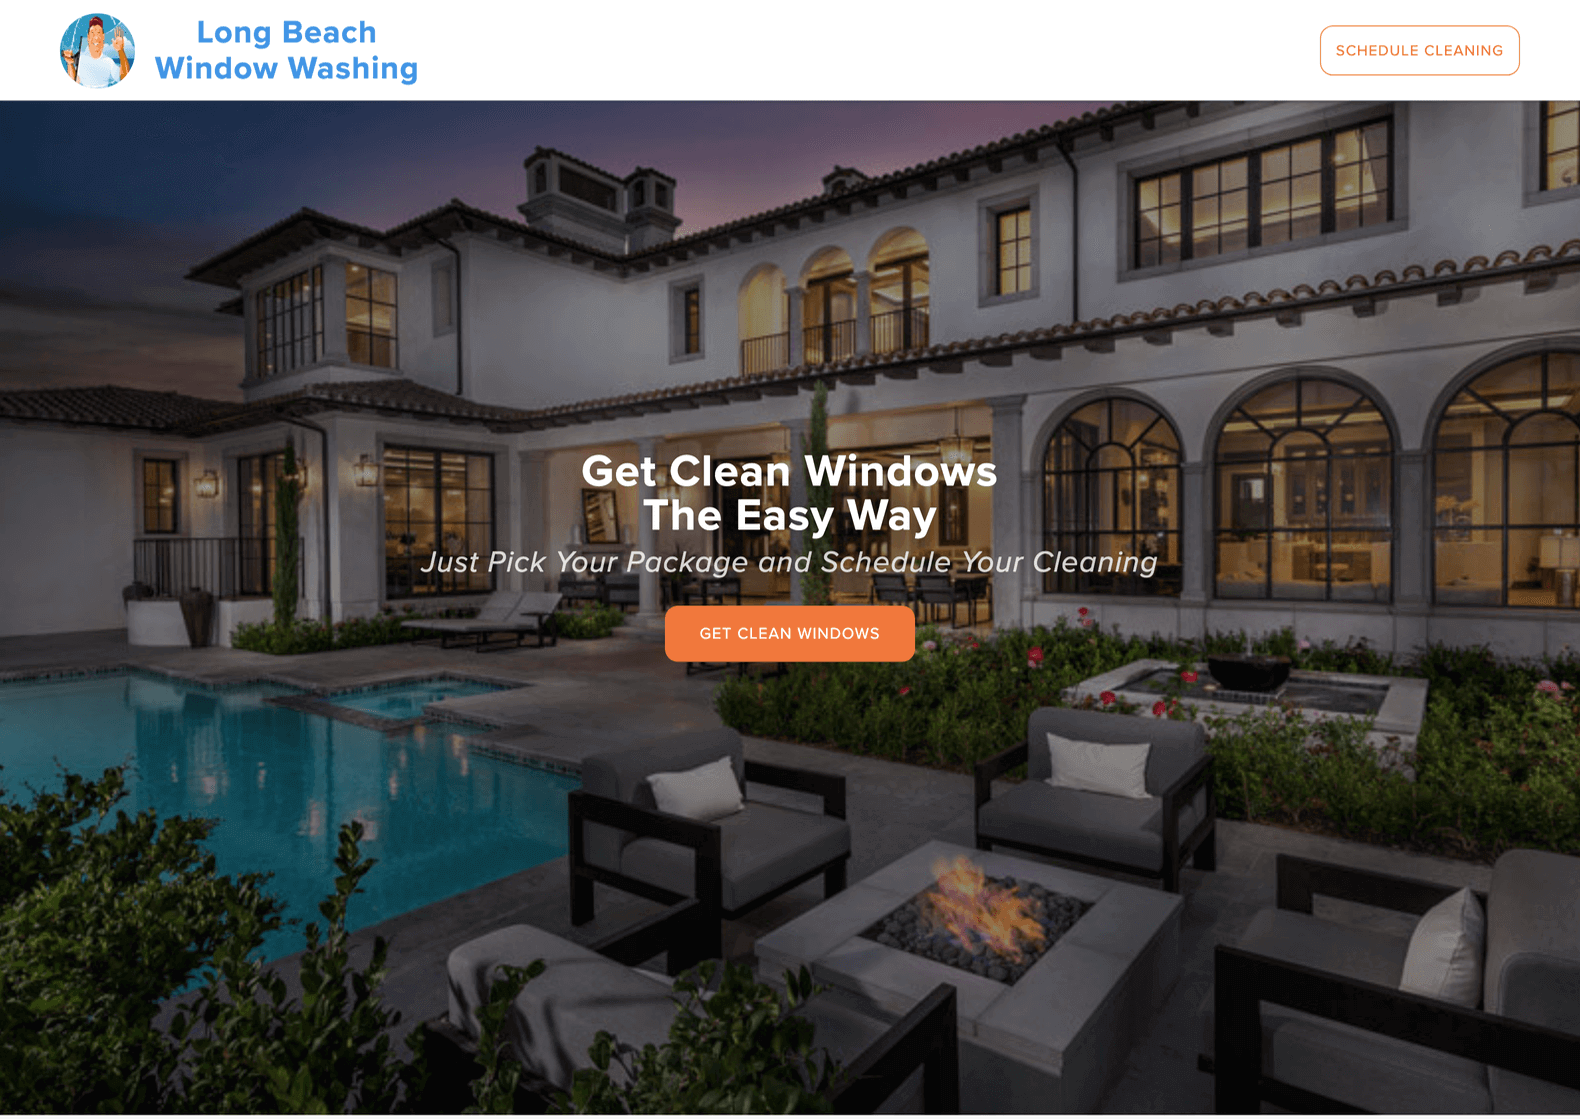 Long Beach
Window Washing
SCHEDULE CLEANING
Get Clean Windows
The Easy Way
Just Pick Your Package and Schedule Your Cleaning
GET CLEAN WINDOWS